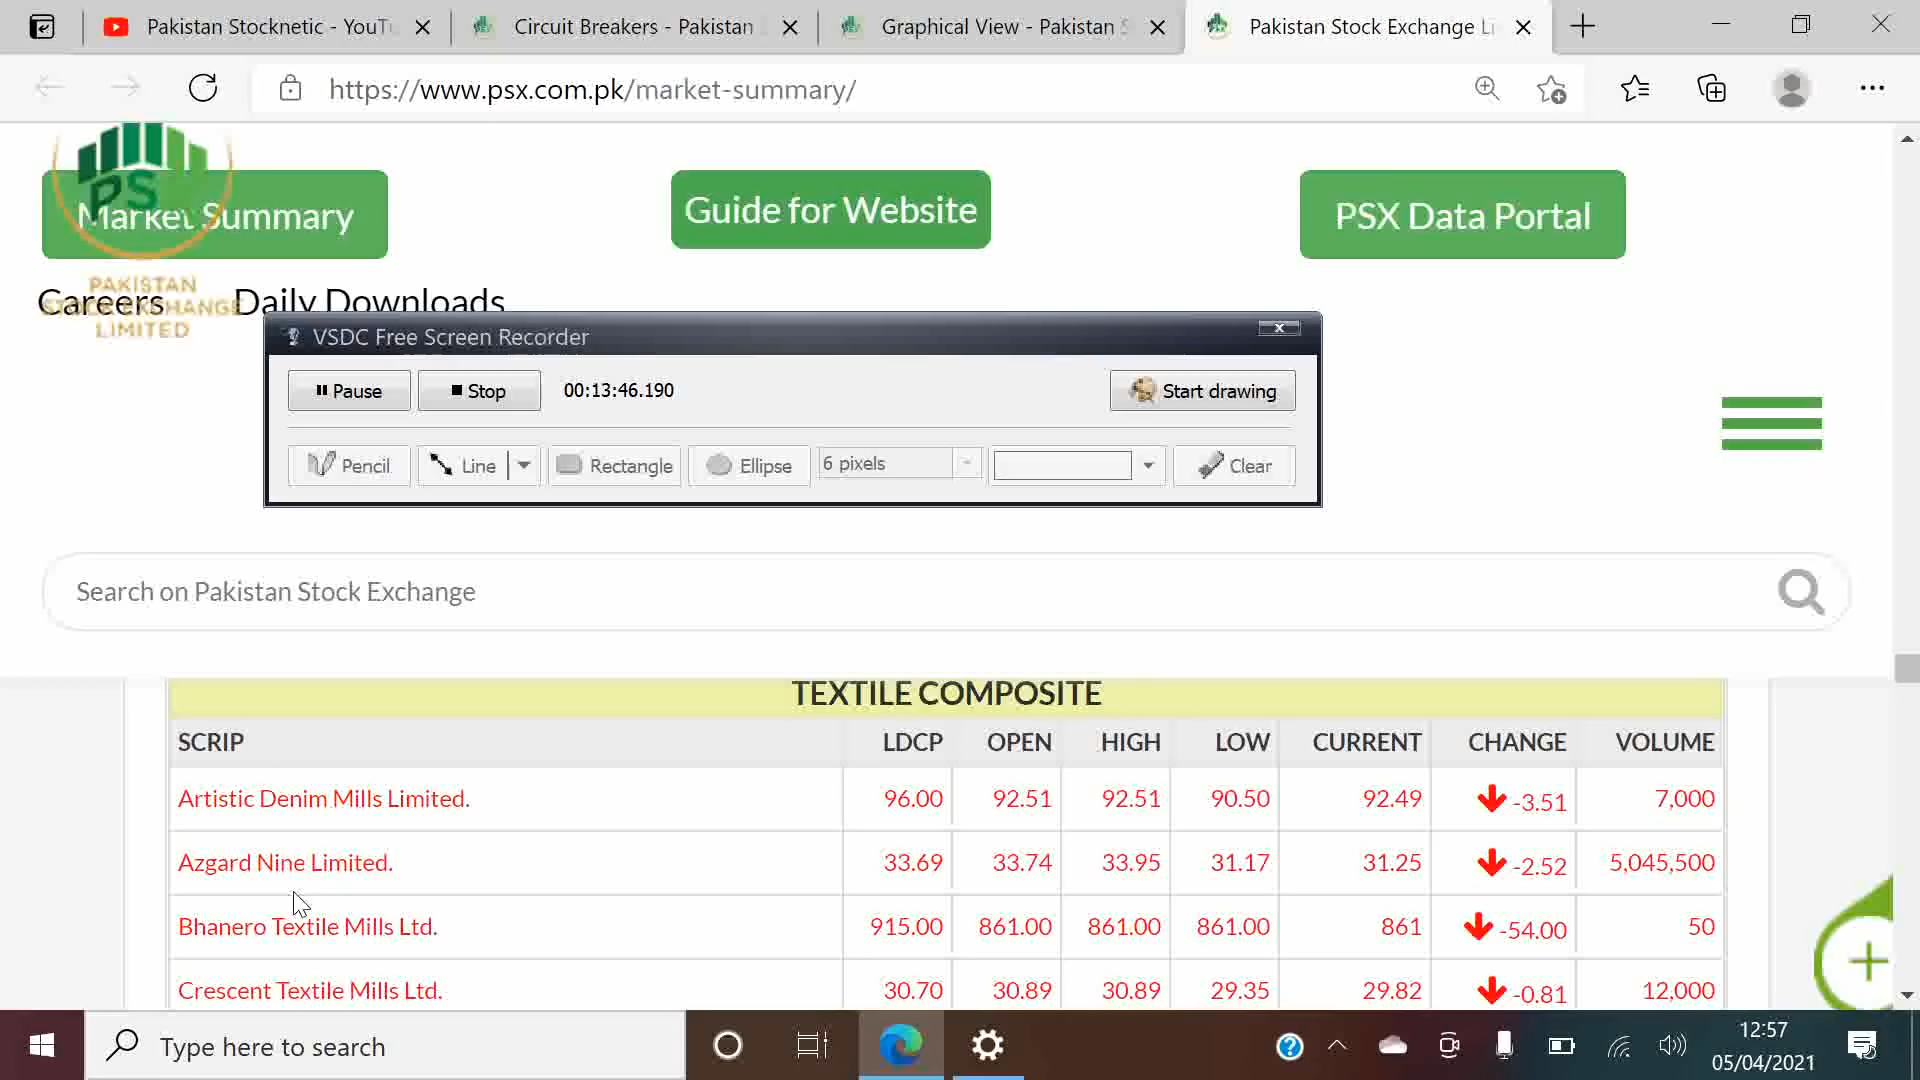 Pakistan Stocknetic - YouTu
Circuit Breakers - Pakistan
Graphical View - Pakistan S
Pakistan Stock Exchange Li
https://www.psx.com.pk/market-summary/
PS
Market Summary
Guide for Website
PSX Data Portal
PAKISTAN
STOCK EXCHANGE
LIMITED
Careers
Daily Downloads
VSDC Free Screen Recorder
Pause
Stop
00:13:46.190
Start drawing
Pencil
Line
Rectangle
Ellipse
6 pixels
Clear
Search on Pakistan Stock Exchange
TEXTILE COMPOSITE
SCRIP LDCP OPEN HIGH LOW CURRENT CHANGE VOLUME
Artistic Denim Mills Limited. 96.00 92.51 92.51 90.50 92.49 -3.51 7,000
Azgard Nine Limited. 33.69 33.74 33.95 31.17 31.25 -2.52 5,045,500
Bhanero Textile Mills Ltd. 915.00 861.00 861.00 861.00 861 -54.00 50
Crescent Textile Mills Ltd. 30.70 30.89 30.89 29.35 29.82 -0.81 12,000
Type here to search
12:57
05/04/2021